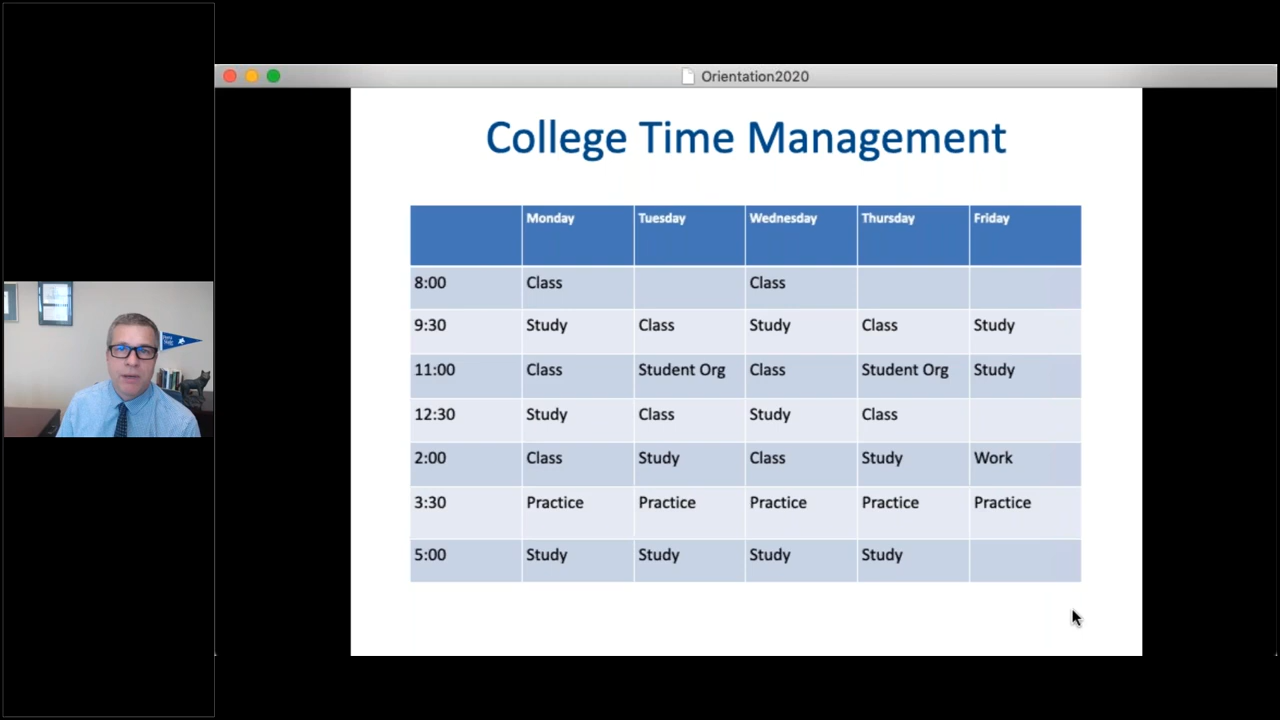 Orientation2020
College Time Management
Monday Tuesday Wednesday Thursday Friday
8:00 Class Class
9:30 Study Class Study Class Study
11:00 Class Student Org Class Student Org Study
12:30 Study Class Study Class
2:00 Class Study Class Study Work
3:30 Practice Practice Practice Practice Practice
5:00 Study Study Study Study